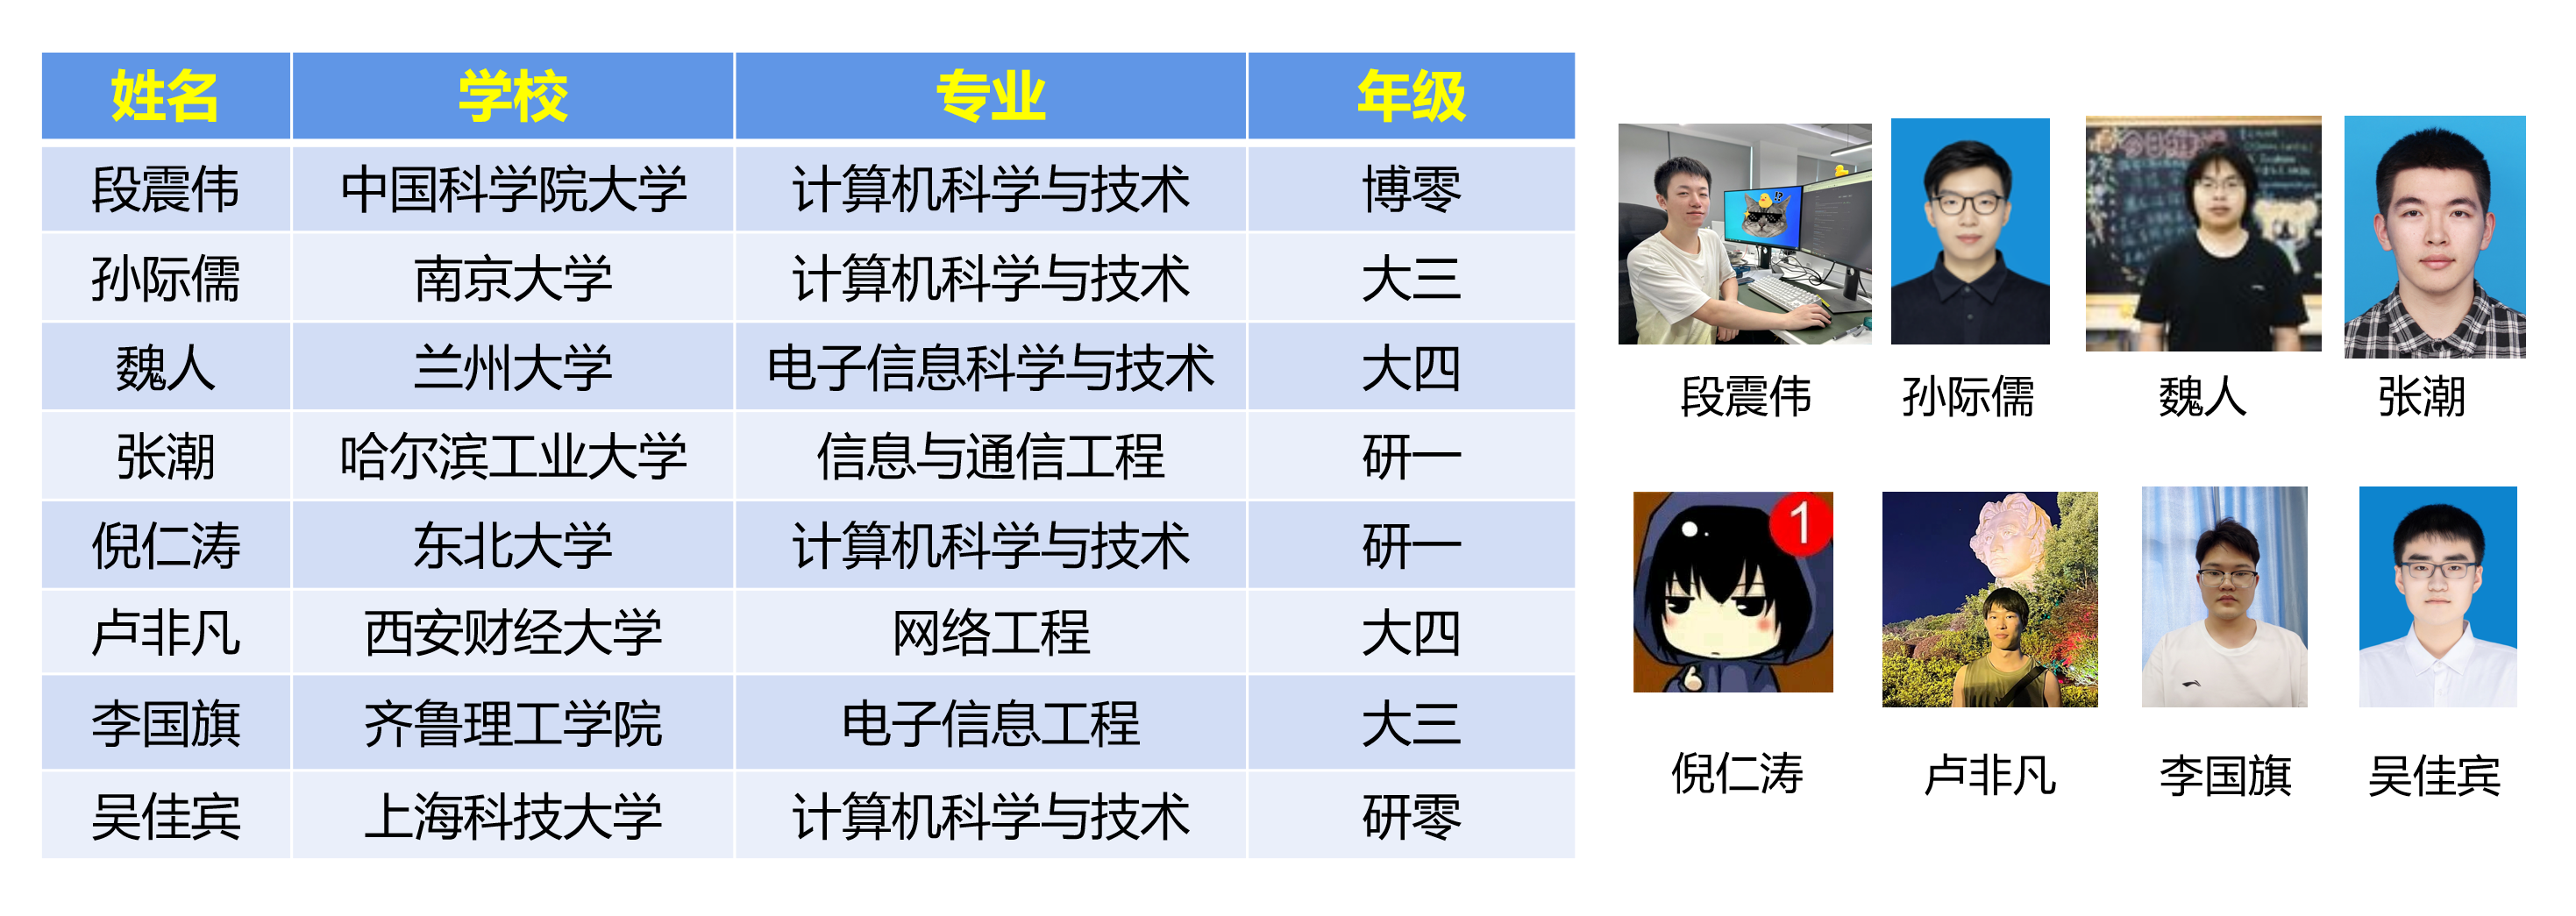 姓名 学校 专业 年级
段震伟 中国科学院大学 计算机科学与技术 博零
孙际儒 南京大学 计算机科学与技术 大三
魏人 兰州大学 电子信息科学与技术 大四
张潮 哈尔滨工业大学 信息与通信工程 研一
倪仁涛 东北大学 计算机科学与技术 研一
卢非凡 西安财经大学 网络工程 大四
李国旗 齐鲁理工学院 电子信息工程 大三
吴佳宾 上海科技大学 计算机科学与技术 研零
段震伟 孙际儒 魏人 张潮
1
倪仁涛 卢非凡 李国旗 吴佳宾